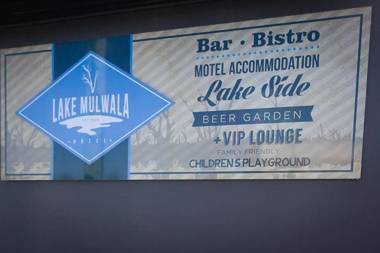 LAKE MULWALA
HOTEL
Bar · Bistro
MOTEL ACCOMMODATION
Lake Side
BEER GARDEN
+ VIP LOUNGE
FAMILY FRIENDLY
CHILDREN'S PLAYGROUND